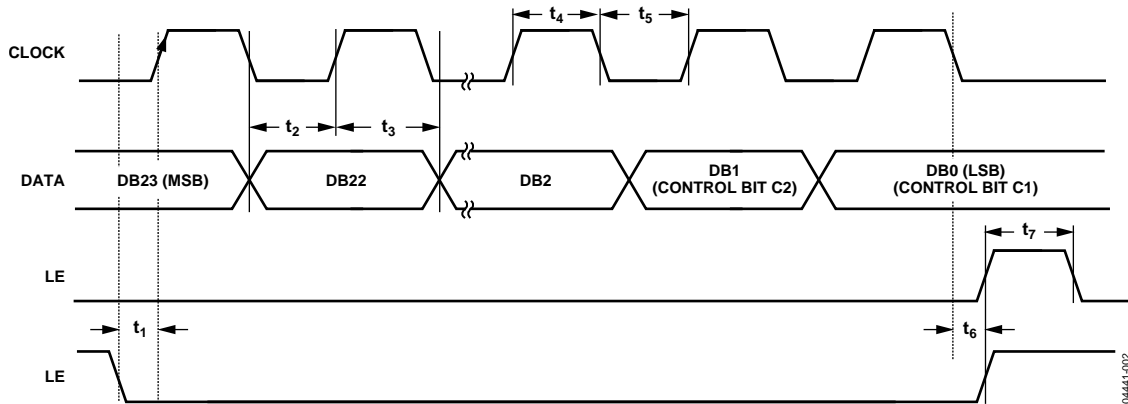 t4
t5
CLOCK
t2
t3
DATA
DB23 (MSB)
DB22
DB2
DB1
(CONTROL BIT C2)
DB0 (LSB)
(CONTROL BIT C1)
t7
LE
t1
t6
LE
04441-002